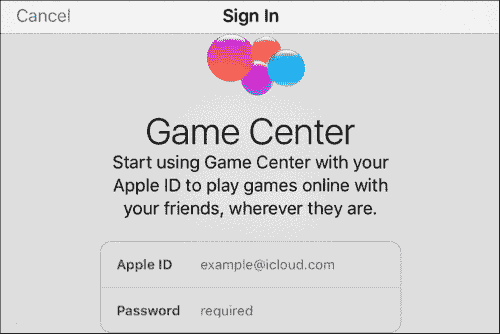 Cancel Sign In
Game Center
Start using Game Center with your
Apple ID to play games online with
your friends, wherever they are.
Apple ID example@icloud.com
Password required